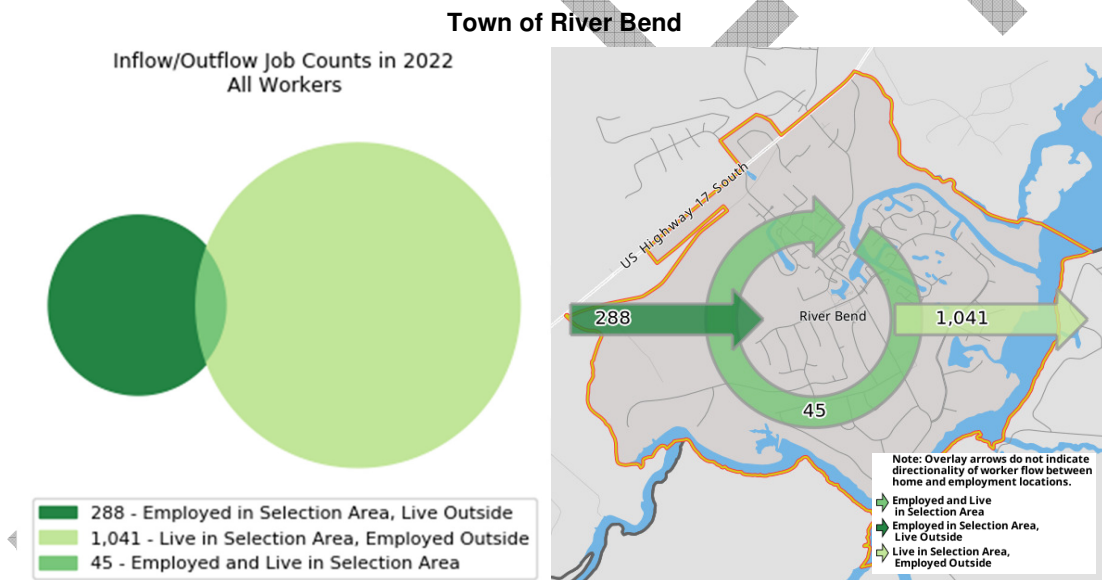 Town of River Bend
Inflow/Outflow Job Counts in 2022
All Workers
288 - Employed in Selection Area, Live Outside
1,041 - Live in Selection Area, Employed Outside
45 - Employed and Live in Selection Area
US Highway 17 South
288
River Bend
1,041
45
Note: Overlay arrows do not indicate
directionality of worker flow between
home and employment locations.
Employed and Live
in Selection Area
Employed in Selection Area,
Live Outside
Live in Selection Area,
Employed Outside